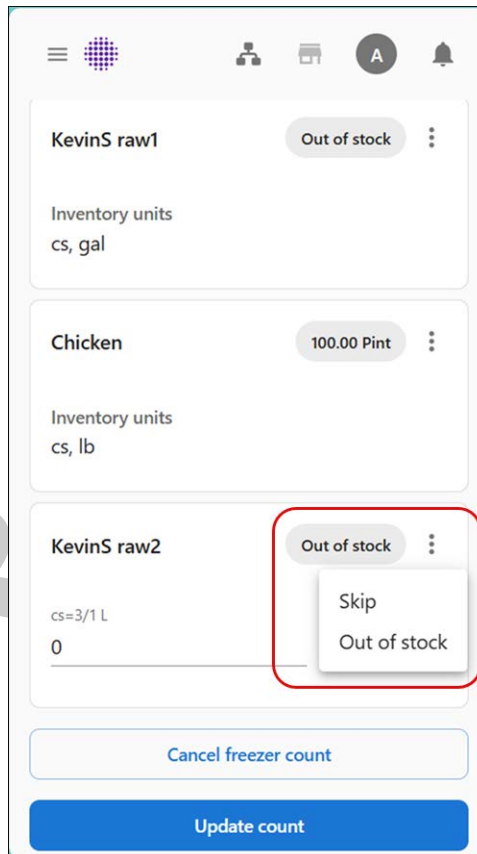 A
KevinS raw1
Out of stock
Inventory units
cs, gal
Chicken
100.00 Pint
Inventory units
cs, lb
KevinS raw2
Out of stock
Skip
cs=3/1 L
Out of stock
0
Cancel freezer count
Update count